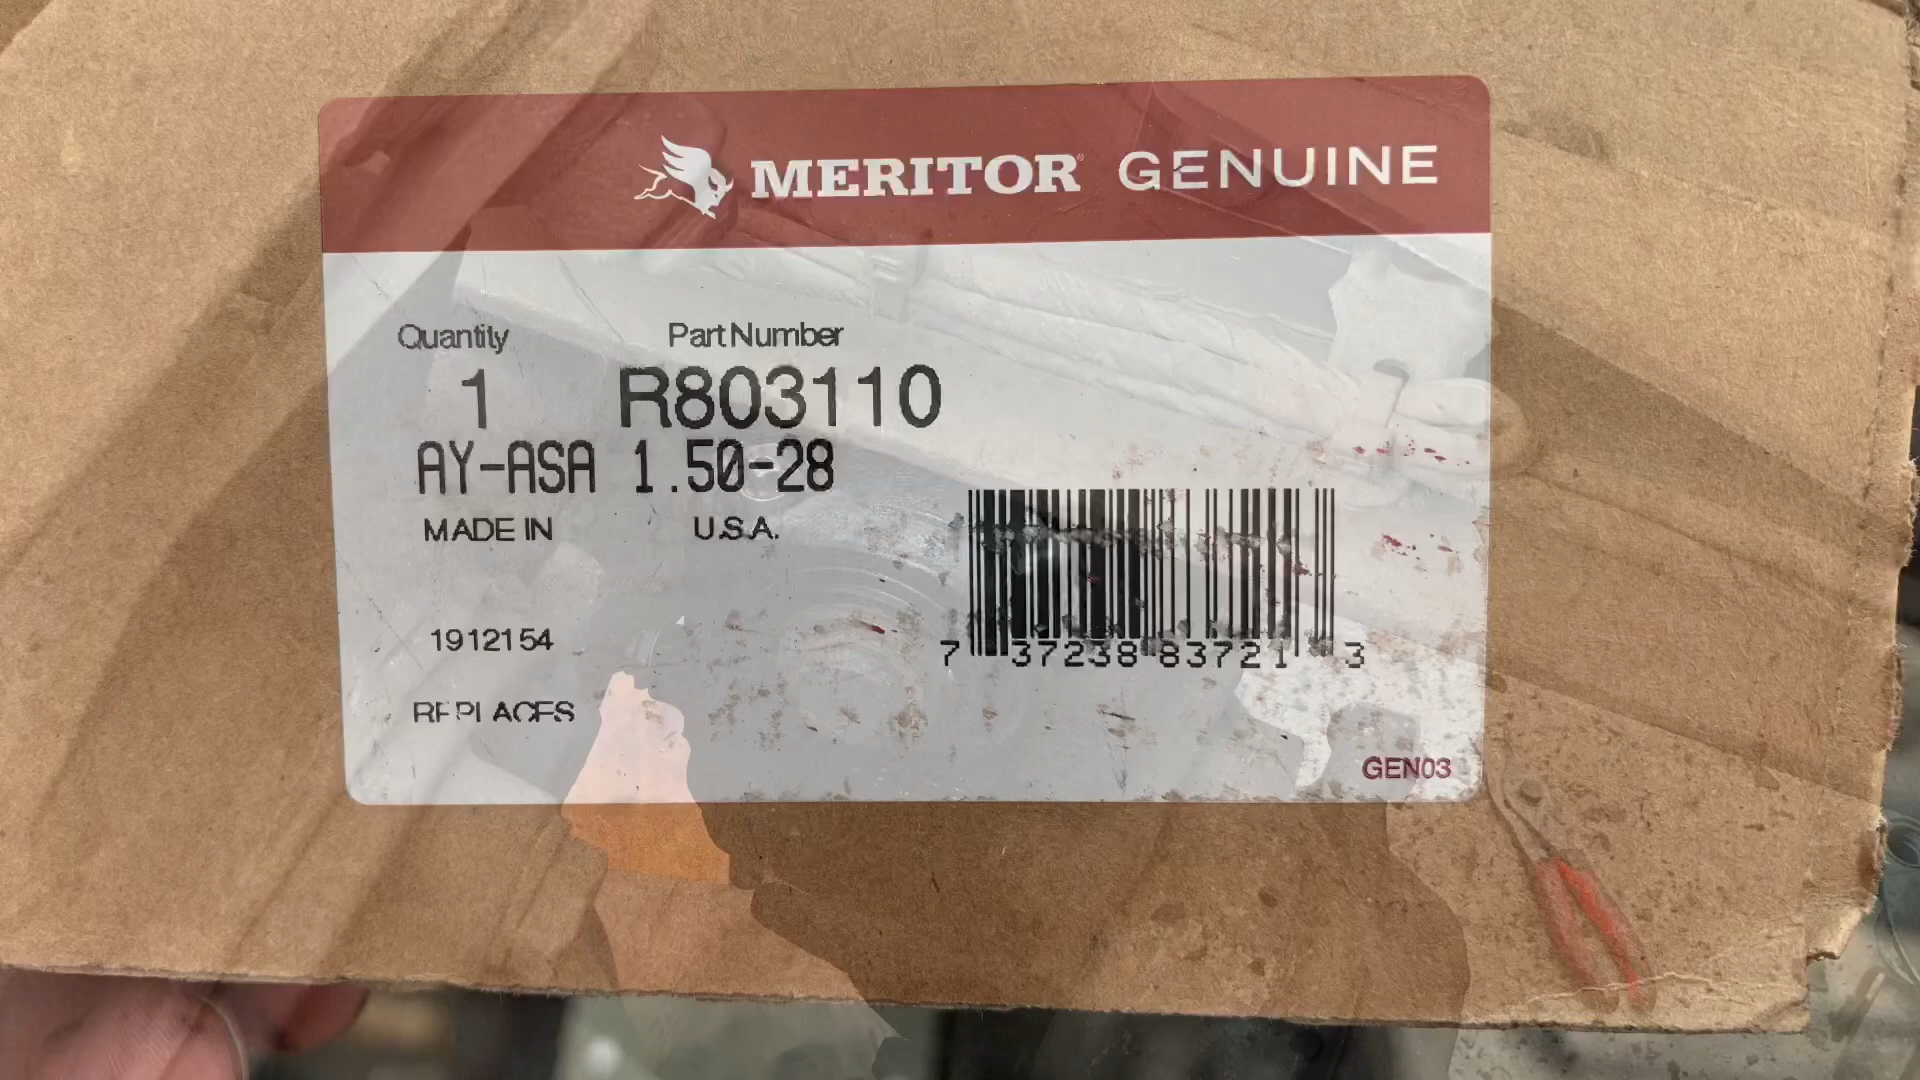 MERITOR® GENUINE
Quantity Part Number
1 R803110
AY-ASA 1.50-28
MADE IN U.S.A.
1912154
7 37238 83721 3
REPLACES
GEN03